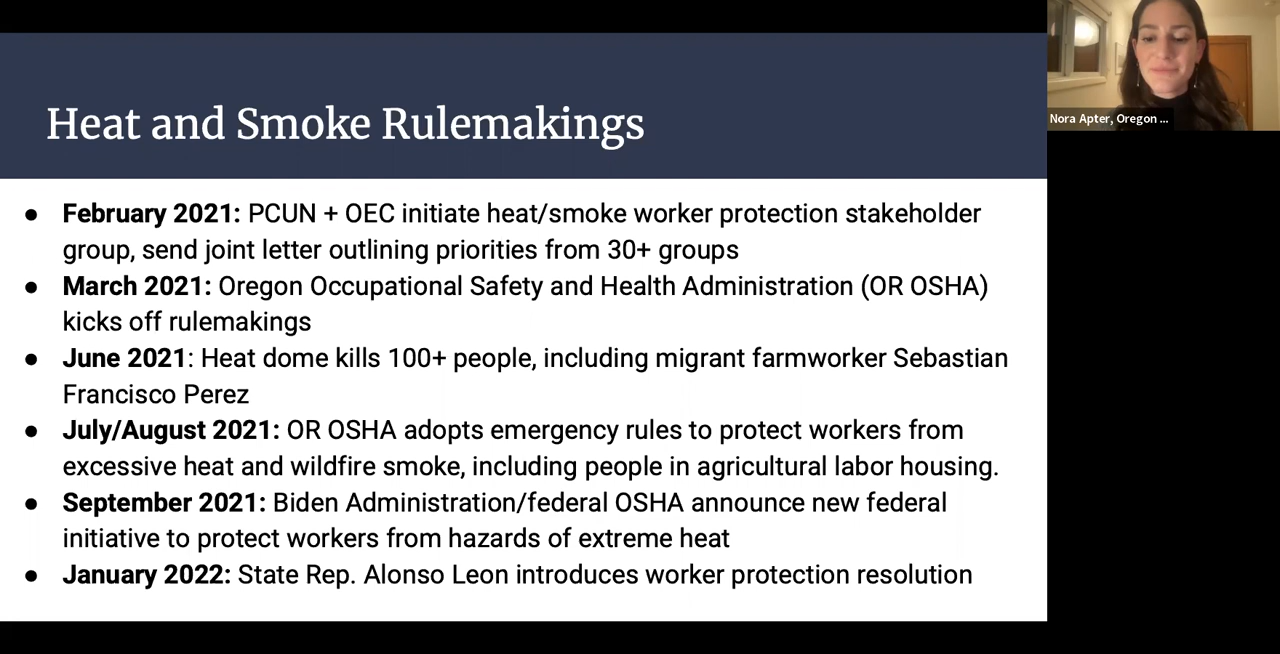 Heat and Smoke Rulemakings
Nora Apter, Oregon ...
● February 2021: PCUN + OEC initiate heat/smoke worker protection stakeholder
group, send joint letter outlining priorities from 30+ groups
● March 2021: Oregon Occupational Safety and Health Administration (OR OSHA)
kicks off rulemakings
● June 2021: Heat dome kills 100+ people, including migrant farmworker Sebastian
Francisco Perez
● July/August 2021: OR OSHA adopts emergency rules to protect workers from
excessive heat and wildfire smoke, including people in agricultural labor housing.
● September 2021: Biden Administration/federal OSHA announce new federal
initiative to protect workers from hazards of extreme heat
● January 2022: State Rep. Alonso Leon introduces worker protection resolution